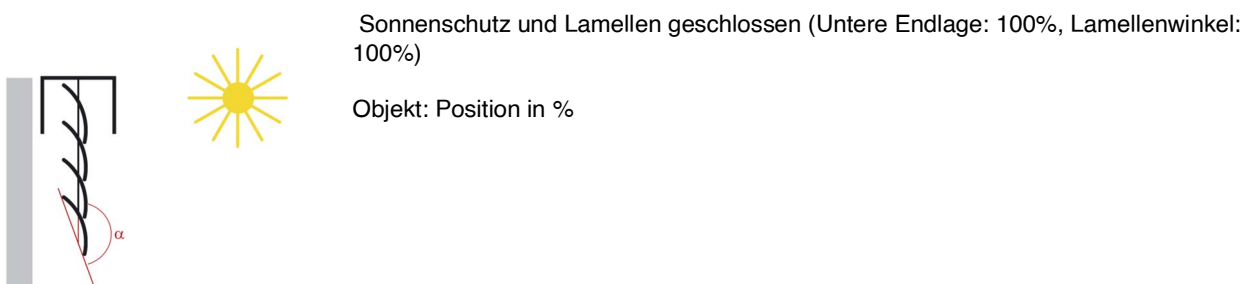 Sonnenschutz und Lamellen geschlossen (Untere Endlage: 100%, Lamellenwinkel:
100%)
Objekt: Position in %
α